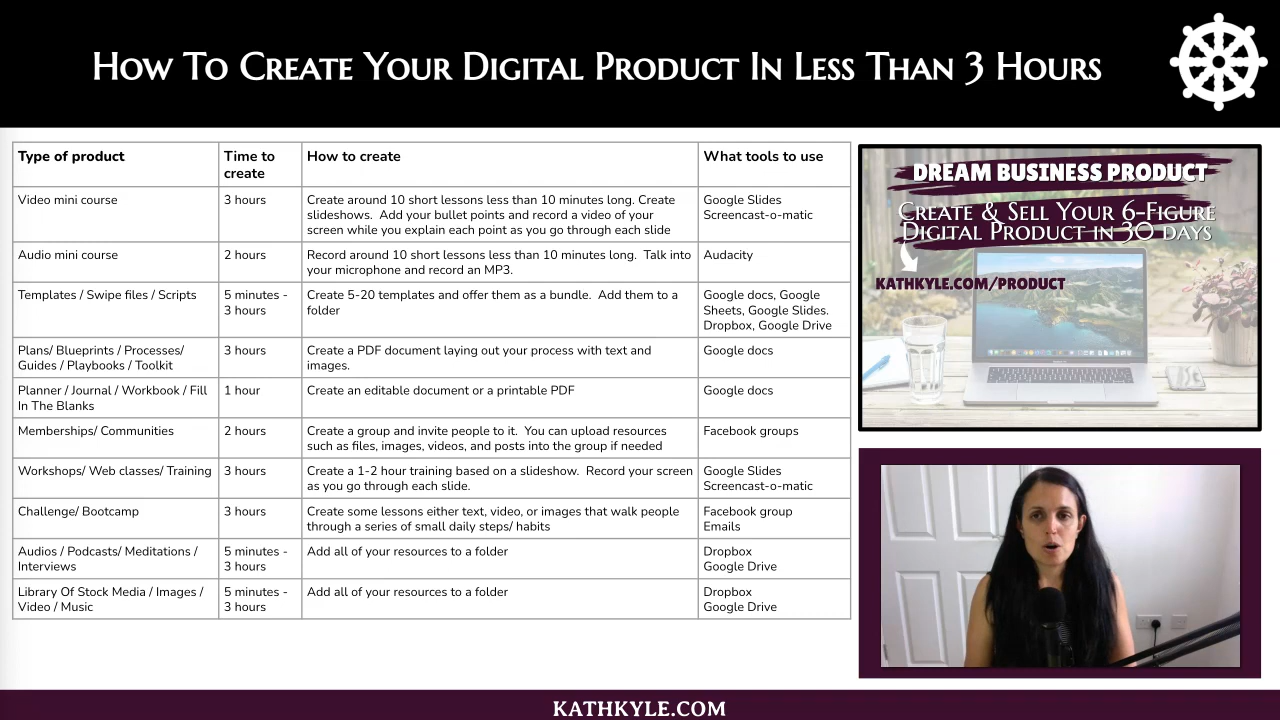 How To Create Your Digital Product In Less Than 3 Hours
Type of product
Time to
create
How to create
What tools to use
Video mini course
3 hours
Create around 10 short lessons less than 10 minutes long. Create
slideshows. Add your bullet points and record a video of your
screen while you explain each point as you go through each slide
Google Slides
Screencast-o-matic
Audio mini course
2 hours
Record around 10 short lessons less than 10 minutes long. Talk into
your microphone and record an MP3.
Audacity
Templates / Swipe files / Scripts
5 minutes -
3 hours
Create 5-20 templates and offer them as a bundle. Add them to a
folder
Google docs, Google
Sheets, Google Slides.
Dropbox, Google Drive
Plans/ Blueprints / Processes/
Guides / Playbooks / Toolkit
3 hours
Create a PDF document laying out your process with text and
images.
Google docs
Planner / Journal / Workbook / Fill
In The Blanks
1 hour
Create an editable document or a printable PDF
Google docs
Memberships/ Communities
2 hours
Create a group and invite people to it. You can upload resources
such as files, images, videos, and posts into the group if needed
Facebook groups
Workshops/ Web classes/ Training
3 hours
Create a 1-2 hour training based on a slideshow. Record your screen
as you go through each slide.
Google Slides
Screencast-o-matic
Challenge/ Bootcamp
3 hours
Create some lessons either text, video, or images that walk people
through a series of small daily steps/ habits
Facebook group
Emails
Audios / Podcasts/ Meditations /
Interviews
5 minutes -
3 hours
Add all of your resources to a folder
Dropbox
Google Drive
Library Of Stock Media / Images /
Video / Music
5 minutes -
3 hours
Add all of your resources to a folder
Dropbox
Google Drive
DREAM BUSINESS PRODUCT
Create & Sell Your 6-Figure
Digital Product in 30 days
KATHKYLE.COM/PRODUCT
KATHKYLE.COM